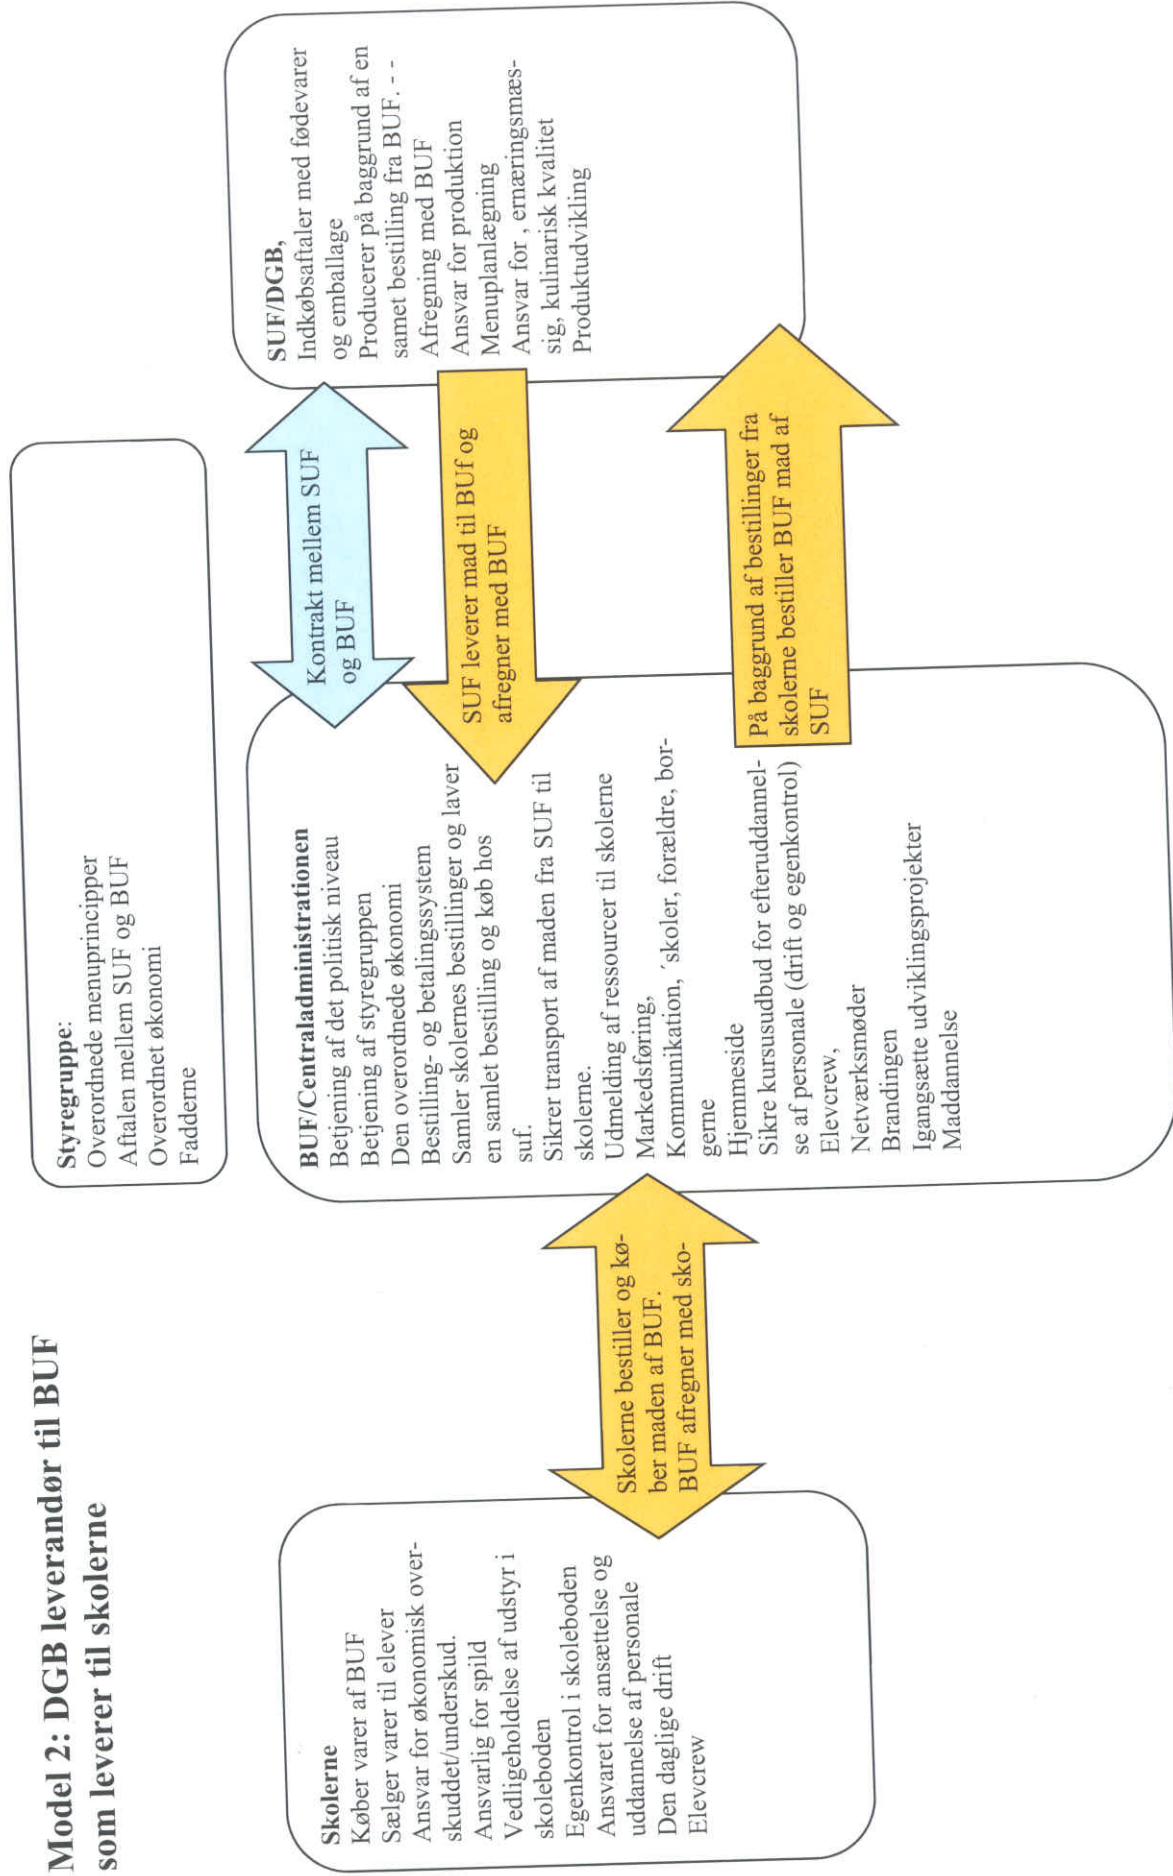 Model 2: DGB leverandør til BUF
som leverer til skolerne
Styregruppe:
Overordnede menuprincipper
Aftalen mellem SUF og BUF
Overordnet økonomi
Fadderne
Skolerne
Køber varer af BUF
Sælger varer til elever
Ansvar for økonomisk over-
skuddet/underskud.
Ansvarlig for spild
Vedligeholdelse af udstyr i
skoleboden
Egenkontrol i skoleboden
Ansvaret for ansættelse og
uddannelse af personale
Den daglige drift
Elevcrew
Skolerne bestiller og kø-
ber maden af BUF.
BUF afregner med sko-
BUF/Centraladministrationen
Betjening af det politisk niveau
Betjening af styregruppen
Den overordnede økonomi
Bestilling- og betalingssystem
Samler skolernes bestillinger og laver
en samlet bestilling og køb hos
suf.
Sikrer transport af maden fra SUF til
skolerne.
Udmelding af ressourcer til skolerne
Markedsføring,
Kommunikation, ´skoler, forældre, bor-
gerne
Hjemmeside
Sikre kursusudbud for efteruddannel-
se af personale (drift og egenkontrol)
Elevcrew,
Netværksmøder
Brandingen
Igangsætte udviklingsprojekter
Maddannelse
Kontrakt mellem SUF
og BUF
SUF leverer mad til BUf og
afregner med BUF
På baggrund af bestillinger fra
skolerne bestiller BUF mad af
SUF
SUF/DGB,
Indkøbsaftaler med fødevarer
og emballage
Producerer på baggrund af en
samet bestilling fra BUF. - -
Afregning med BUF
Ansvar for produktion
Menuplanlægning
Ansvar for , ernæringsmæs-
sig, kulinarisk kvalitet
Produktudvikling